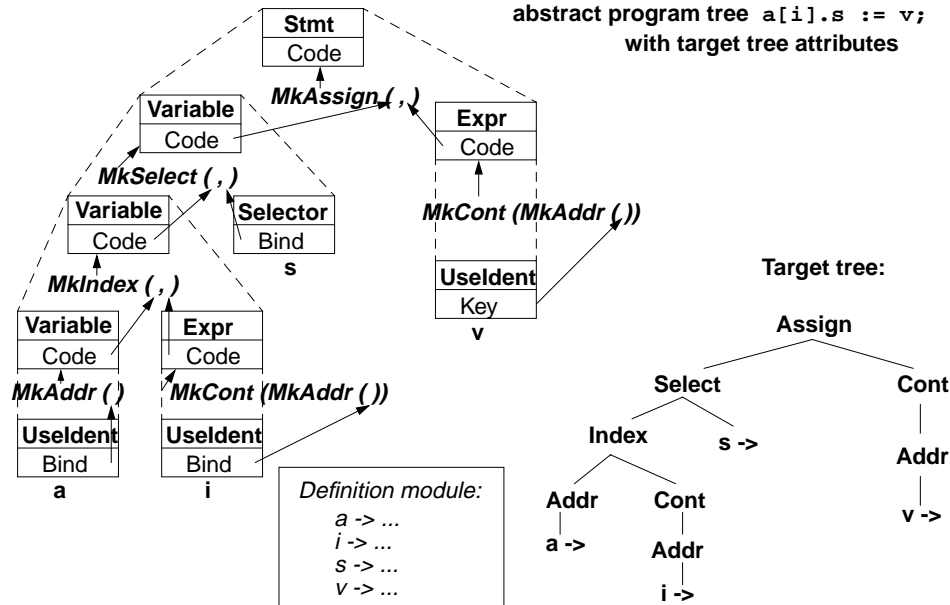 abstract program tree a[i].s := v;
with target tree attributes
Stmt
Code
MkAssign ( , )
Variable
Code
Expr
Code
MkSelect ( , )
Variable
Code
Selector
Bind
s
MkCont (MkAddr ( ))
MkIndex ( , )
UseIdent
Key
v
Variable
Code
Expr
Code
MkAddr ( )
MkCont (MkAddr ( ))
UseIdent
Bind
a
UseIdent
Bind
i
Definition module:
a -> ...
i -> ...
s -> ...
v -> ...
Target tree:
Assign
Select
Cont
Index
s ->
Addr
Addr
Cont
v ->
a ->
Addr
i ->